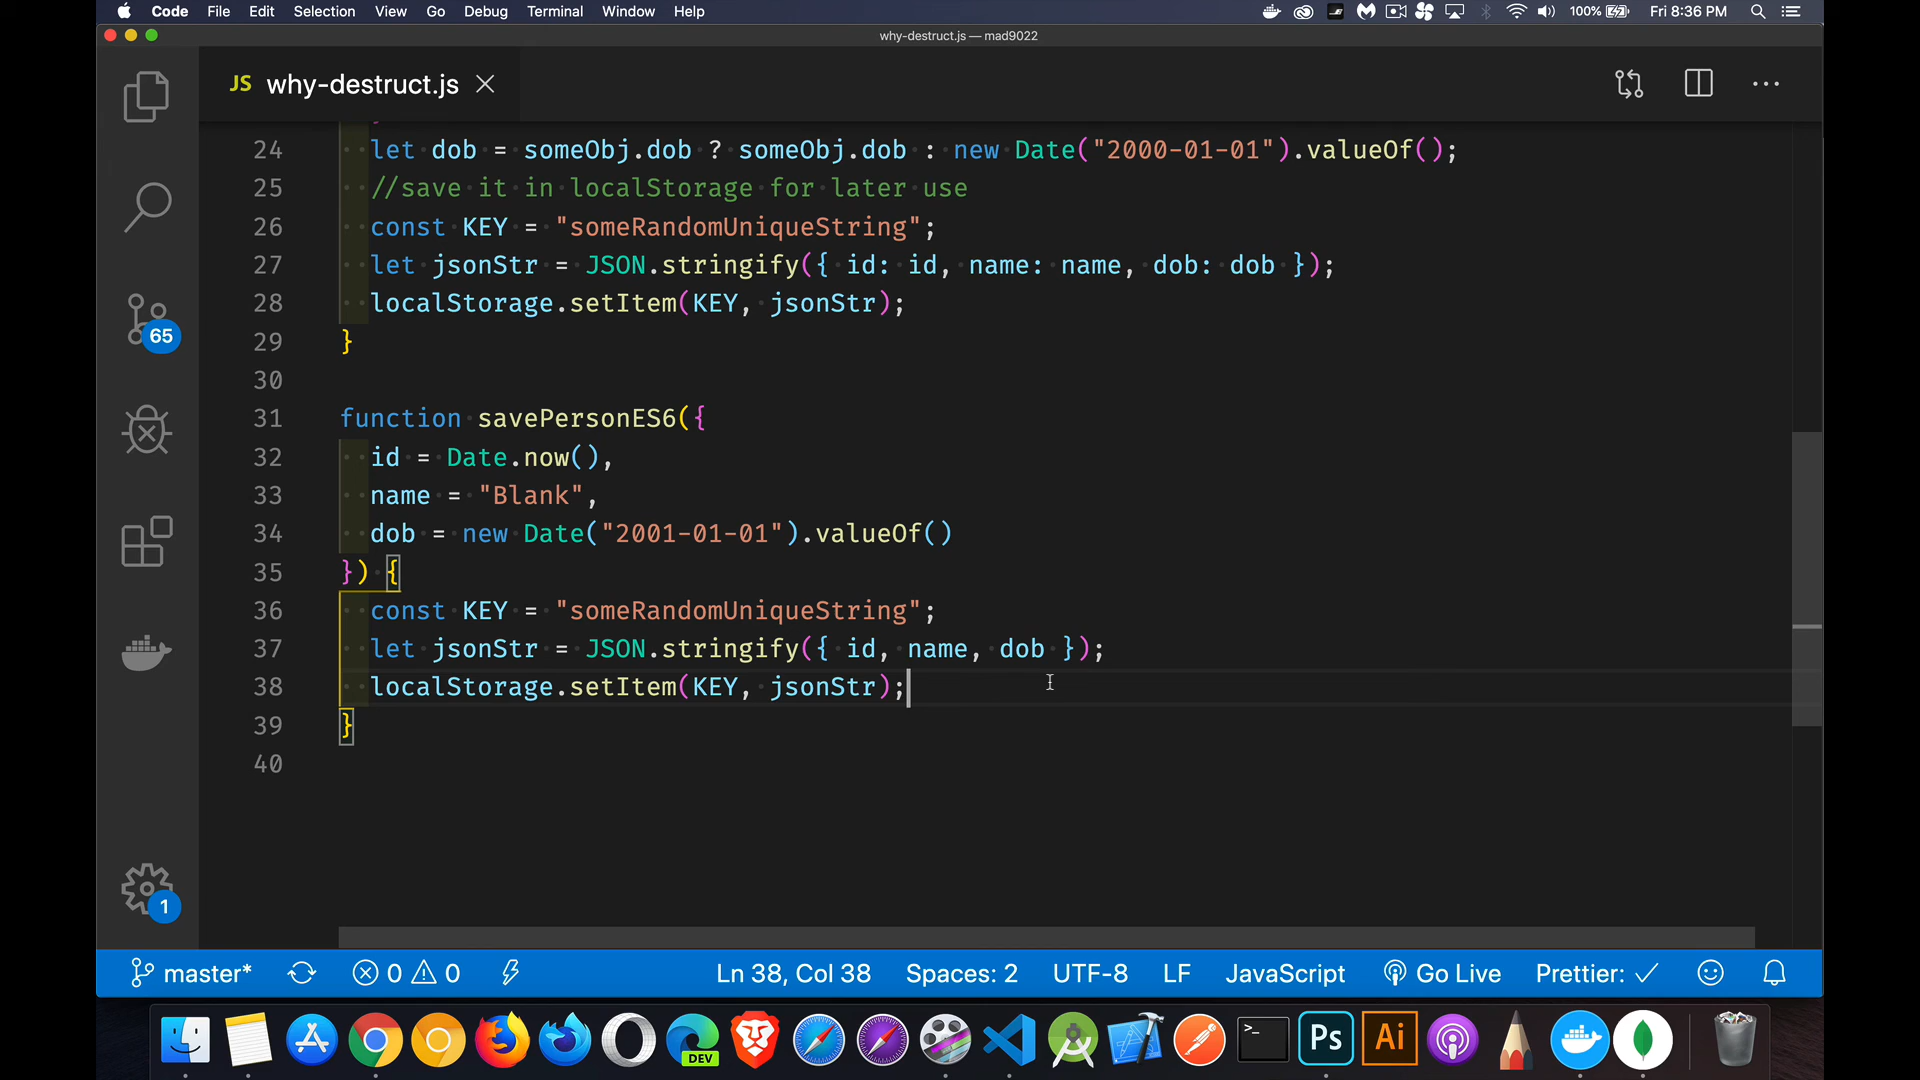 Code File Edit Selection View Go Debug Terminal Window Help 100% Fri 8:36 PM
why-destruct.js — mad9022
JS why-destruct.js
24 let dob = someObj.dob ? someObj.dob : new Date("2000-01-01").valueOf();
25 //save it in localStorage for later use
26 const KEY = "someRandomUniqueString";
27 let jsonStr = JSON.stringify({ id: id, name: name, dob: dob });
28 localStorage.setItem(KEY, jsonStr);
29 }
30
31 function savePersonES6({
32 id = Date.now(),
33 name = "Blank",
34 dob = new Date("2001-01-01").valueOf()
35 }) {
36 const KEY = "someRandomUniqueString";
37 let jsonStr = JSON.stringify({ id, name, dob });
38 localStorage.setItem(KEY, jsonStr);
39 }
40
65
1
master* 0 0 Ln 38, Col 38 Spaces: 2 UTF-8 LF JavaScript Go Live Prettier: ✓
DEV >_ Ps Ai